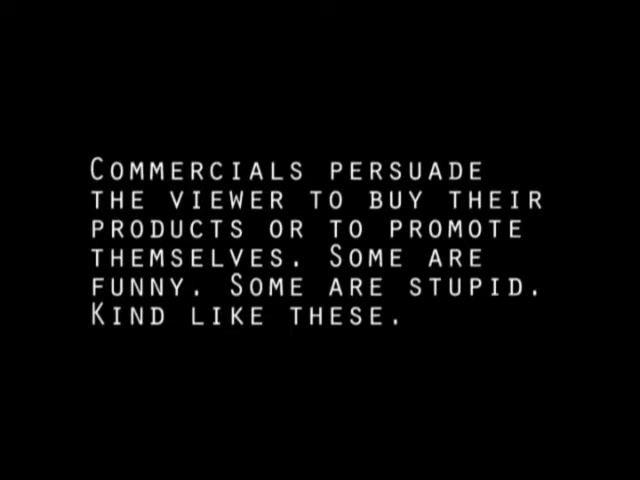 Commercials persuade
the viewer to buy their
products or to promote
themselves. Some are
funny. Some are stupid.
Kind like these.